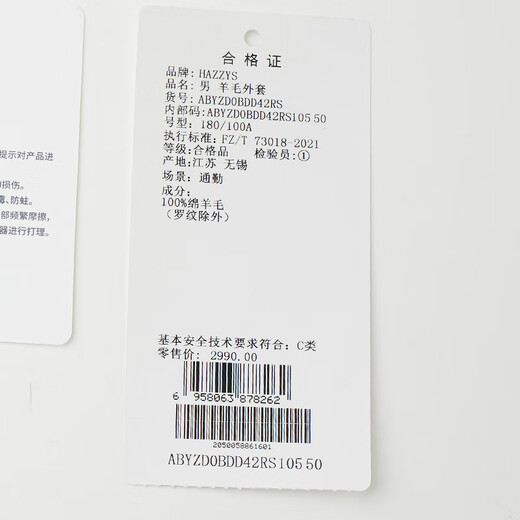 合格证
品牌: HAZZYS
品名: 男 羊毛外套
货号: ABYZD0BDD42RS
内部码: ABYZD0BDD42RS10550
号型: 180/100A
执行标准: FZ/T 73018-2021
等级: 合格品 检验员: ①
产地: 江苏 无锡
场景: 通勤
成分:
100%绵羊毛
(罗纹除外)
基本安全技术要求符合: C类
零售价: 2990.00
6 958063 878262
2050058861601
ABYZD0BDD42RS10550
提示对产品进
损伤。
、防蛀。
部频繁摩擦,
器进行打理。